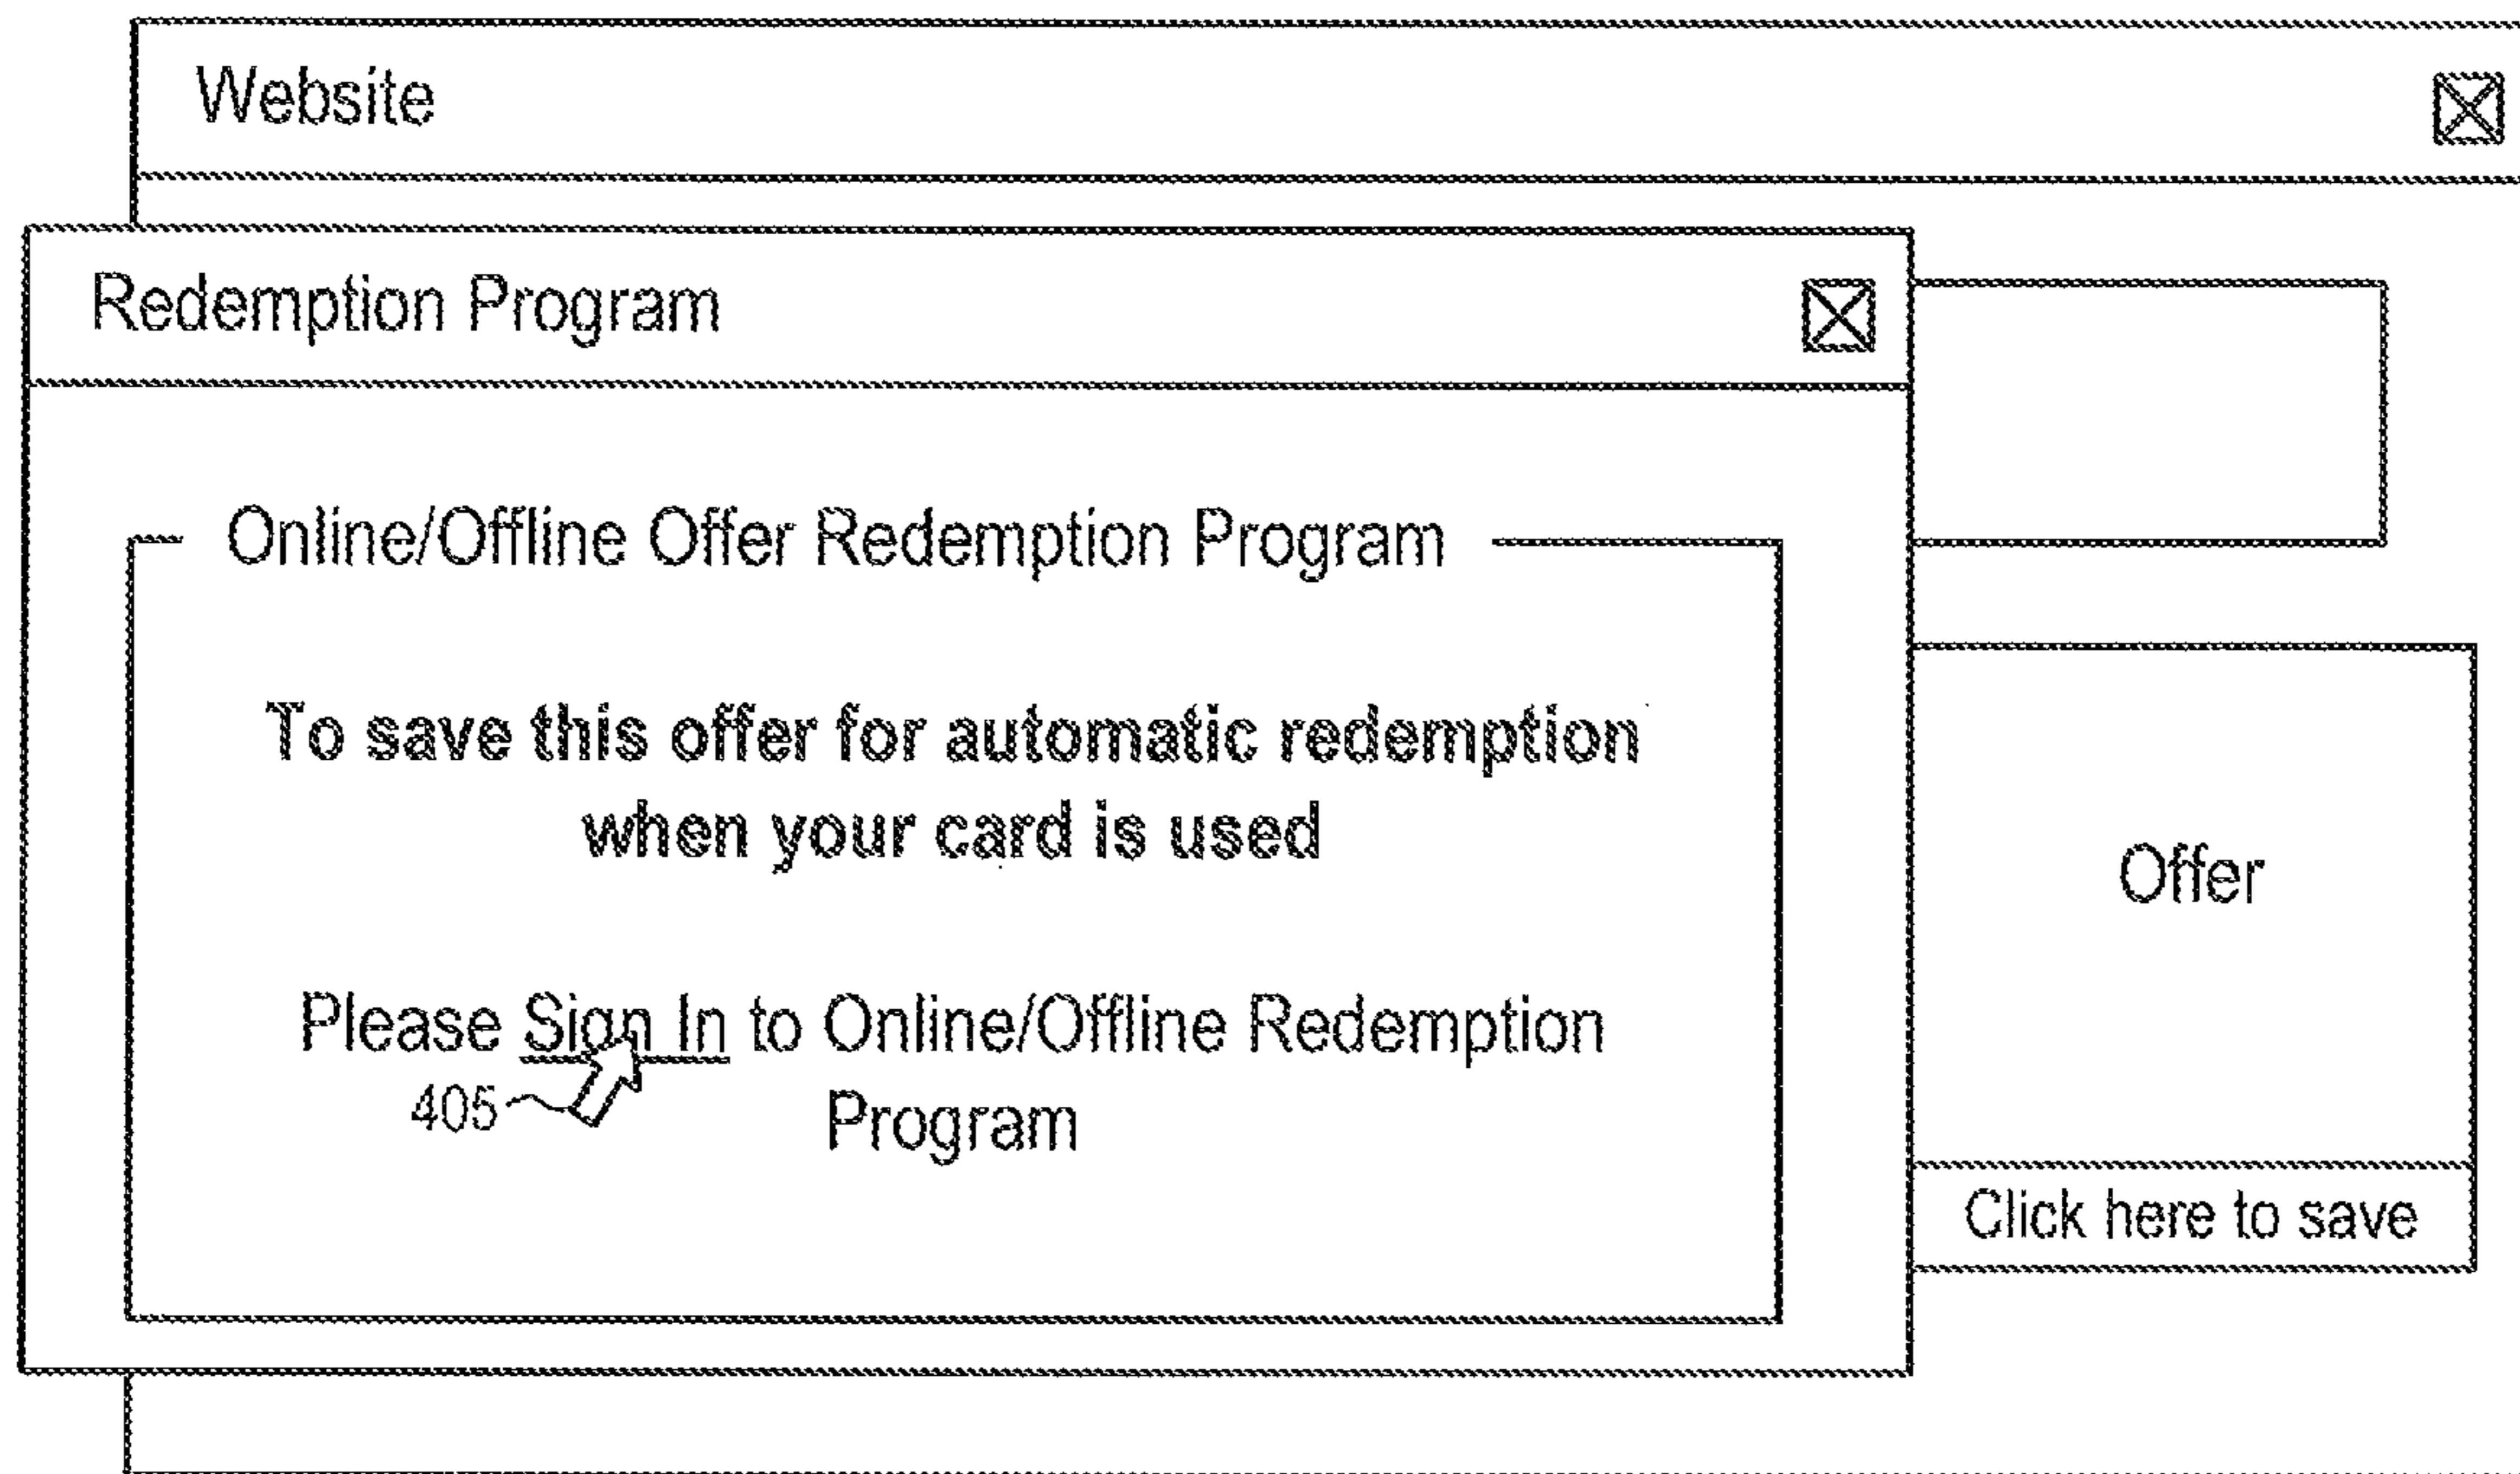 Website
Redemption Program
Online/Offline Offer Redemption Program
To save this offer for automatic redemption
when your card is used
Please Sign In to Online/Offline Redemption
Program
405
Offer
Click here to save